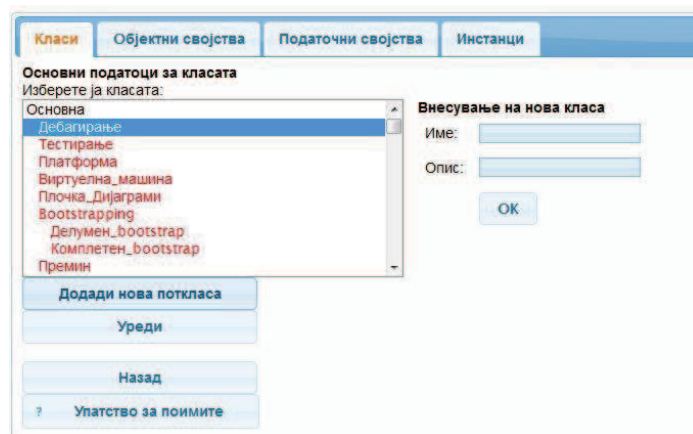 Класи Објектни својства Податочни својства Инстанци
Основни податоци за класата
Изберете ја класата:
Основна
Дебагирање
Тестирање
Платформа
Виртуелна_машина
Плочка_Дијаграми
Bootstrapping
Делумен_bootstrap
Комплетен_bootstrap
Премин
Додади нова поткласа
Уреди
Назад
? Упатство за поимите
Внесување на нова класа
Име:
Опис:
ОК